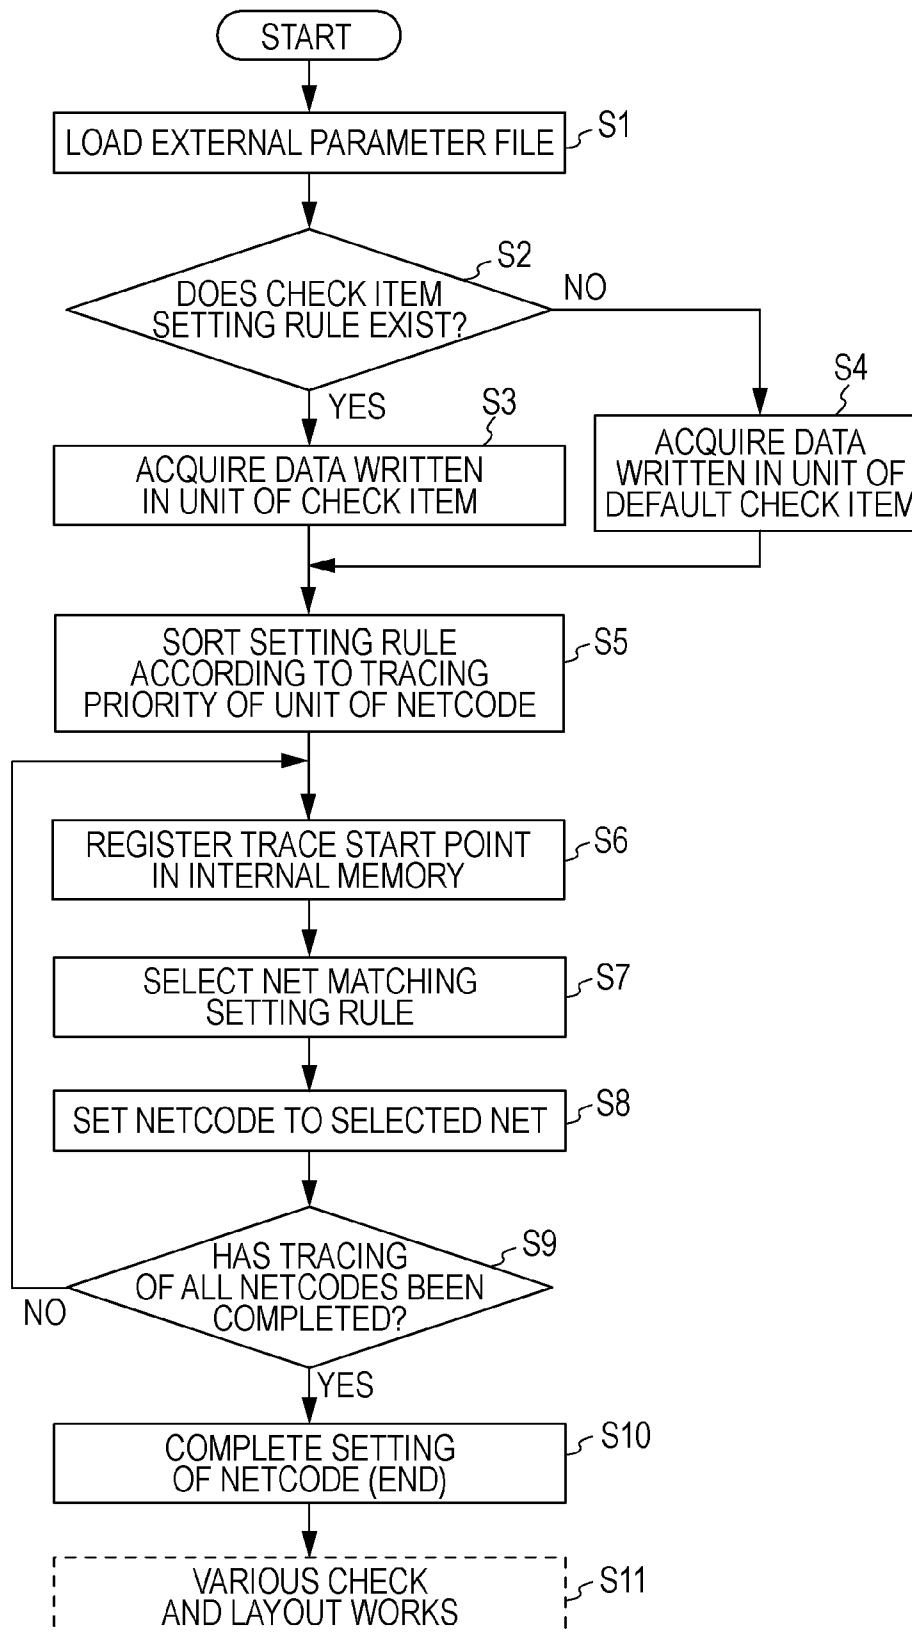 START
LOAD EXTERNAL PARAMETER FILE
S1
S2
DOES CHECK ITEM
SETTING RULE EXIST?
NO
YES
S3
ACQUIRE DATA WRITTEN
IN UNIT OF CHECK ITEM
S4
ACQUIRE DATA
WRITTEN IN UNIT OF
DEFAULT CHECK ITEM
SORT SETTING RULE
ACCORDING TO TRACING
PRIORITY OF UNIT OF NETCODE
S5
REGISTER TRACE START POINT
IN INTERNAL MEMORY
S6
SELECT NET MATCHING
SETTING RULE
S7
SET NETCODE TO SELECTED NET
S8
HAS TRACING
OF ALL NETCODES BEEN
COMPLETED?
S9
NO
YES
COMPLETE SETTING
OF NETCODE (END)
S10
VARIOUS CHECK
AND LAYOUT WORKS
S11